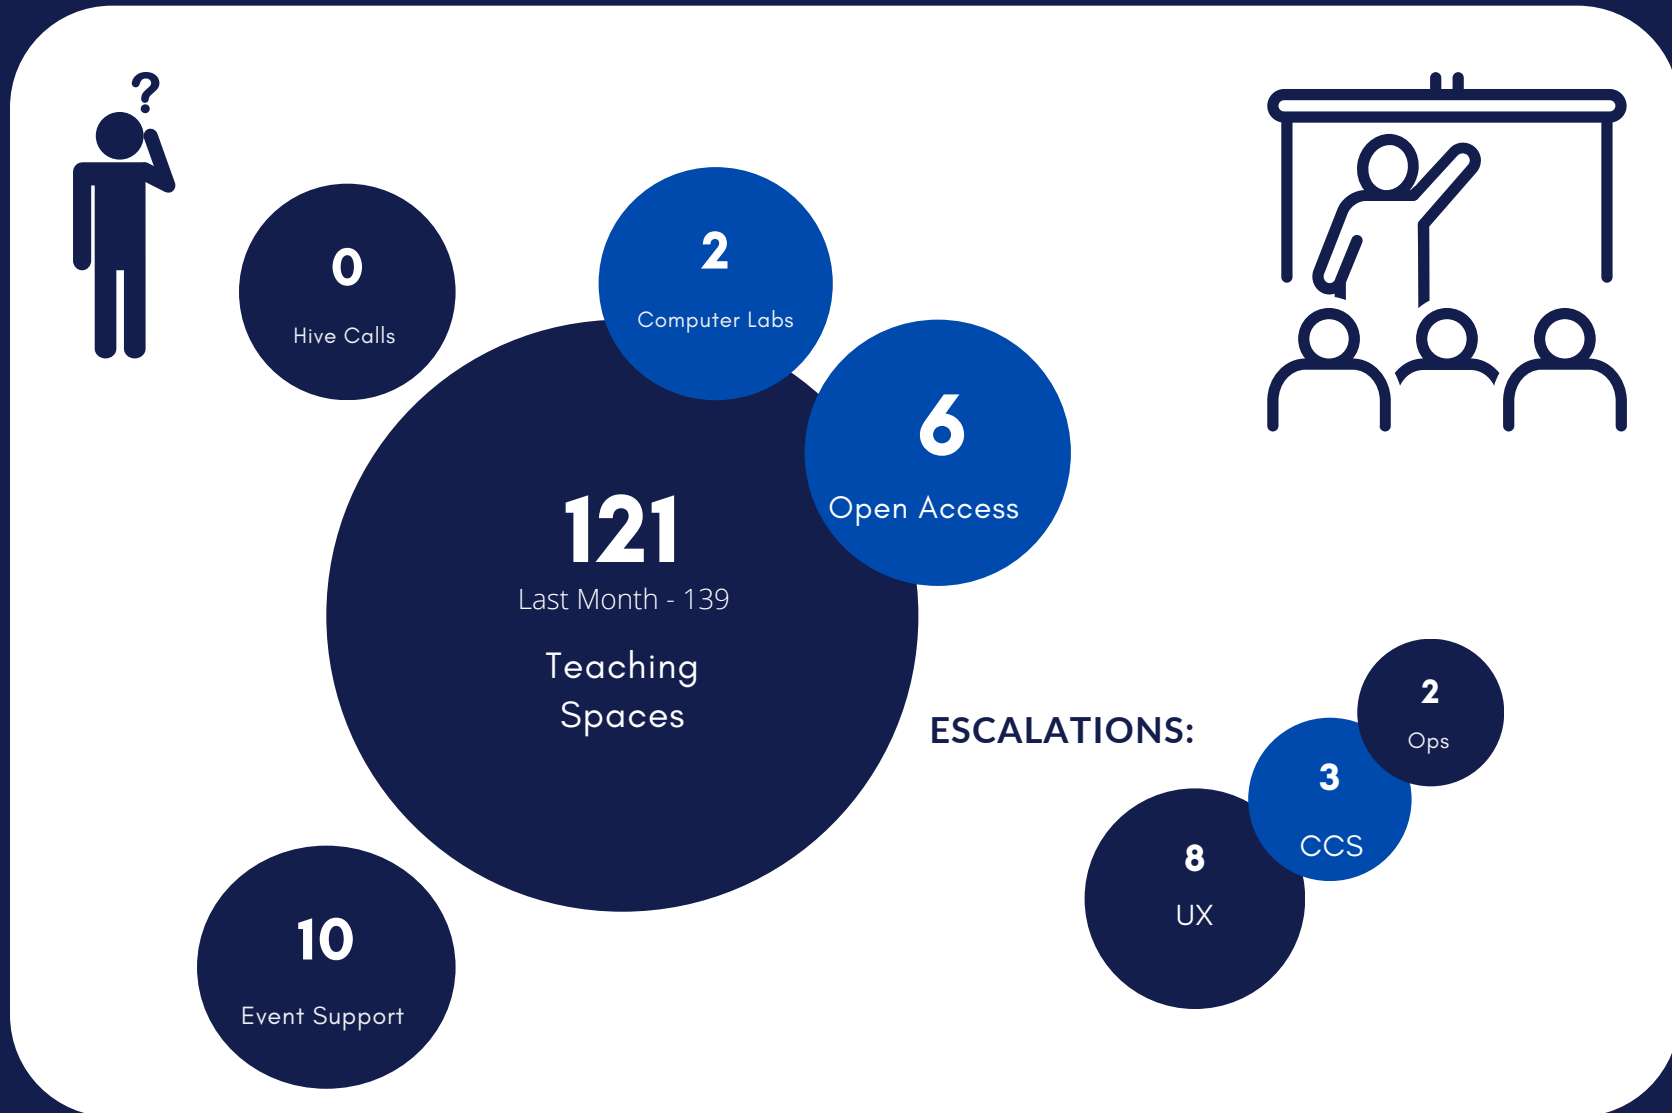 ?
0
Hive Calls
2
Computer Labs
6
Open Access
121
Last Month - 139
Teaching
Spaces
10
Event Support
ESCALATIONS:
2
Ops
3
CCS
8
UX